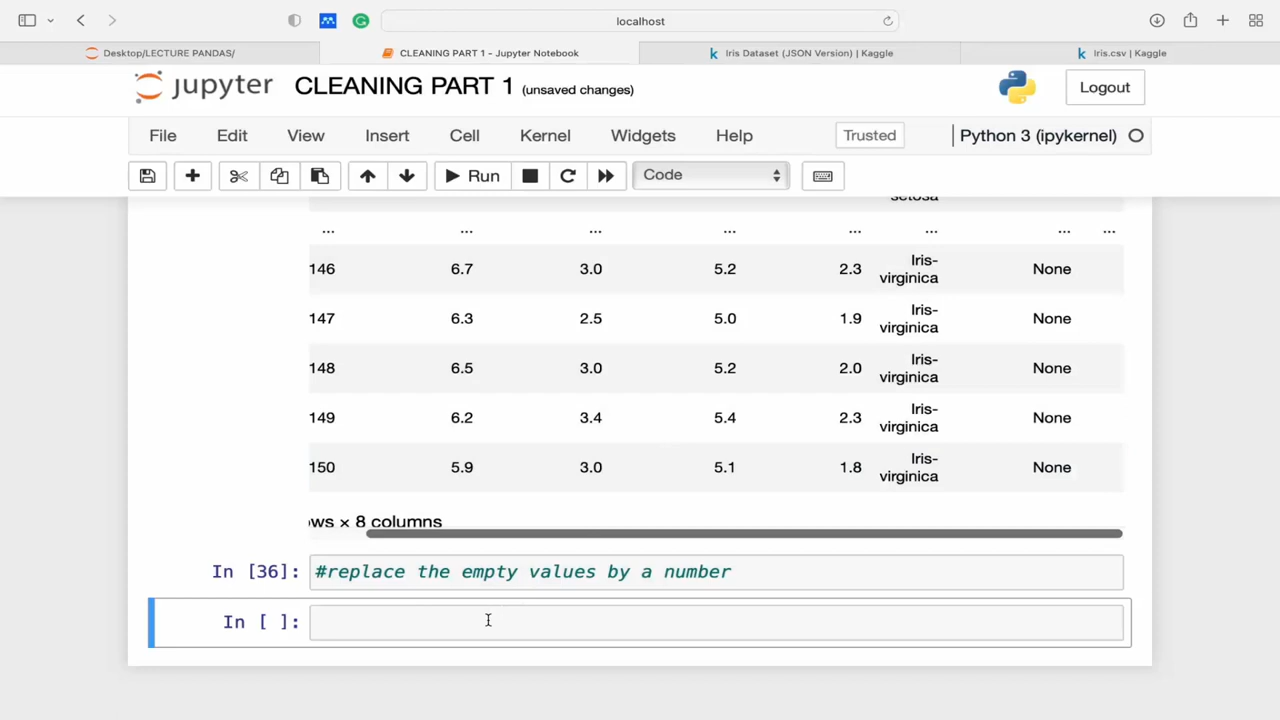 localhost
Desktop/LECTURE PANDAS/ CLEANING PART 1 - Jupyter Notebook Iris Dataset (JSON Version) | Kaggle Iris.csv | Kaggle
jupyter CLEANING PART 1 (unsaved changes) Logout
File Edit View Insert Cell Kernel Widgets Help Trusted Python 3 (ipykernel)
Run Code
setosa
... ... ... ... ... ... ... ...
146 6.7 3.0 5.2 2.3 Iris-virginica None
147 6.3 2.5 5.0 1.9 Iris-virginica None
148 6.5 3.0 5.2 2.0 Iris-virginica None
149 6.2 3.4 5.4 2.3 Iris-virginica None
150 5.9 3.0 5.1 1.8 Iris-virginica None
ows × 8 columns
In [36]: #replace the empty values by a number
In [ ]: